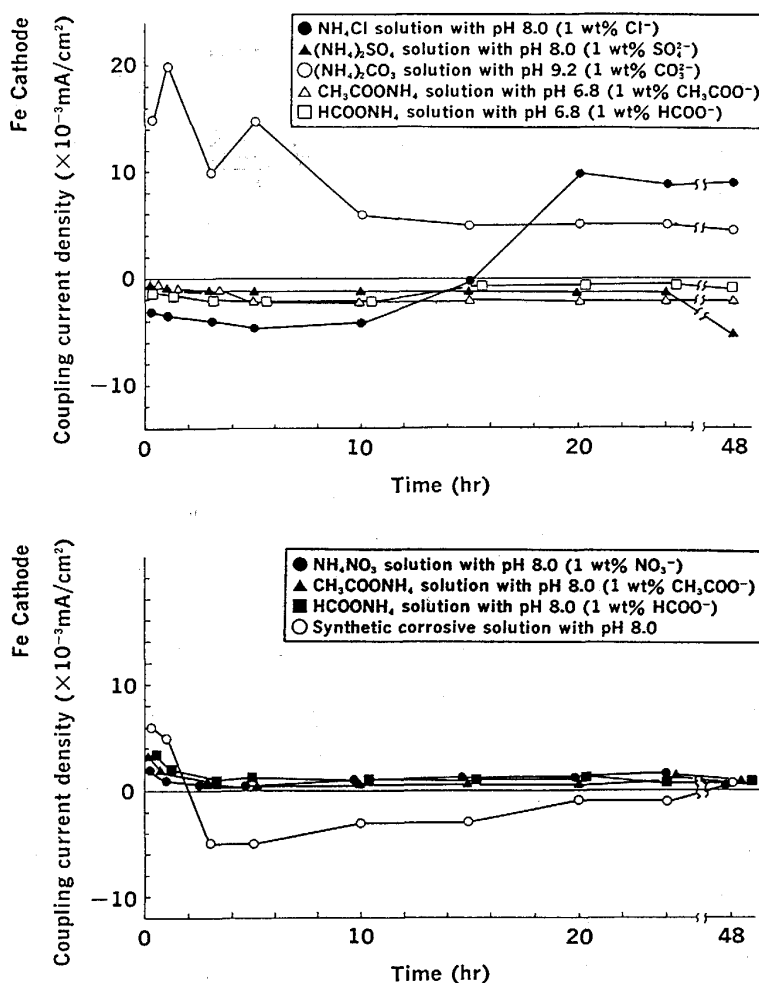 ● NH₄Cl solution with pH 8.0 (1 wt% Cl⁻)
▲ (NH₄)₂SO₄ solution with pH 8.0 (1 wt% SO₄²⁻)
○ (NH₄)₂CO₃ solution with pH 9.2 (1 wt% CO₃²⁻)
△ CH₃COONH₄ solution with pH 6.8 (1 wt% CH₃COO⁻)
□ HCOONH₄ solution with pH 6.8 (1 wt% HCOO⁻)
Fe Cathode
Coupling current density (×10⁻³mA/cm²)
20
10
0
−10
0 10 20 48
Time (hr)
● NH₄NO₃ solution with pH 8.0 (1 wt% NO₃⁻)
▲ CH₃COONH₄ solution with pH 8.0 (1 wt% CH₃COO⁻)
■ HCOONH₄ solution with pH 8.0 (1 wt% HCOO⁻)
○ Synthetic corrosive solution with pH 8.0
Fe Cathode
Coupling current density (×10⁻³mA/cm²)
10
0
−10
0 10 20 48
Time (hr)